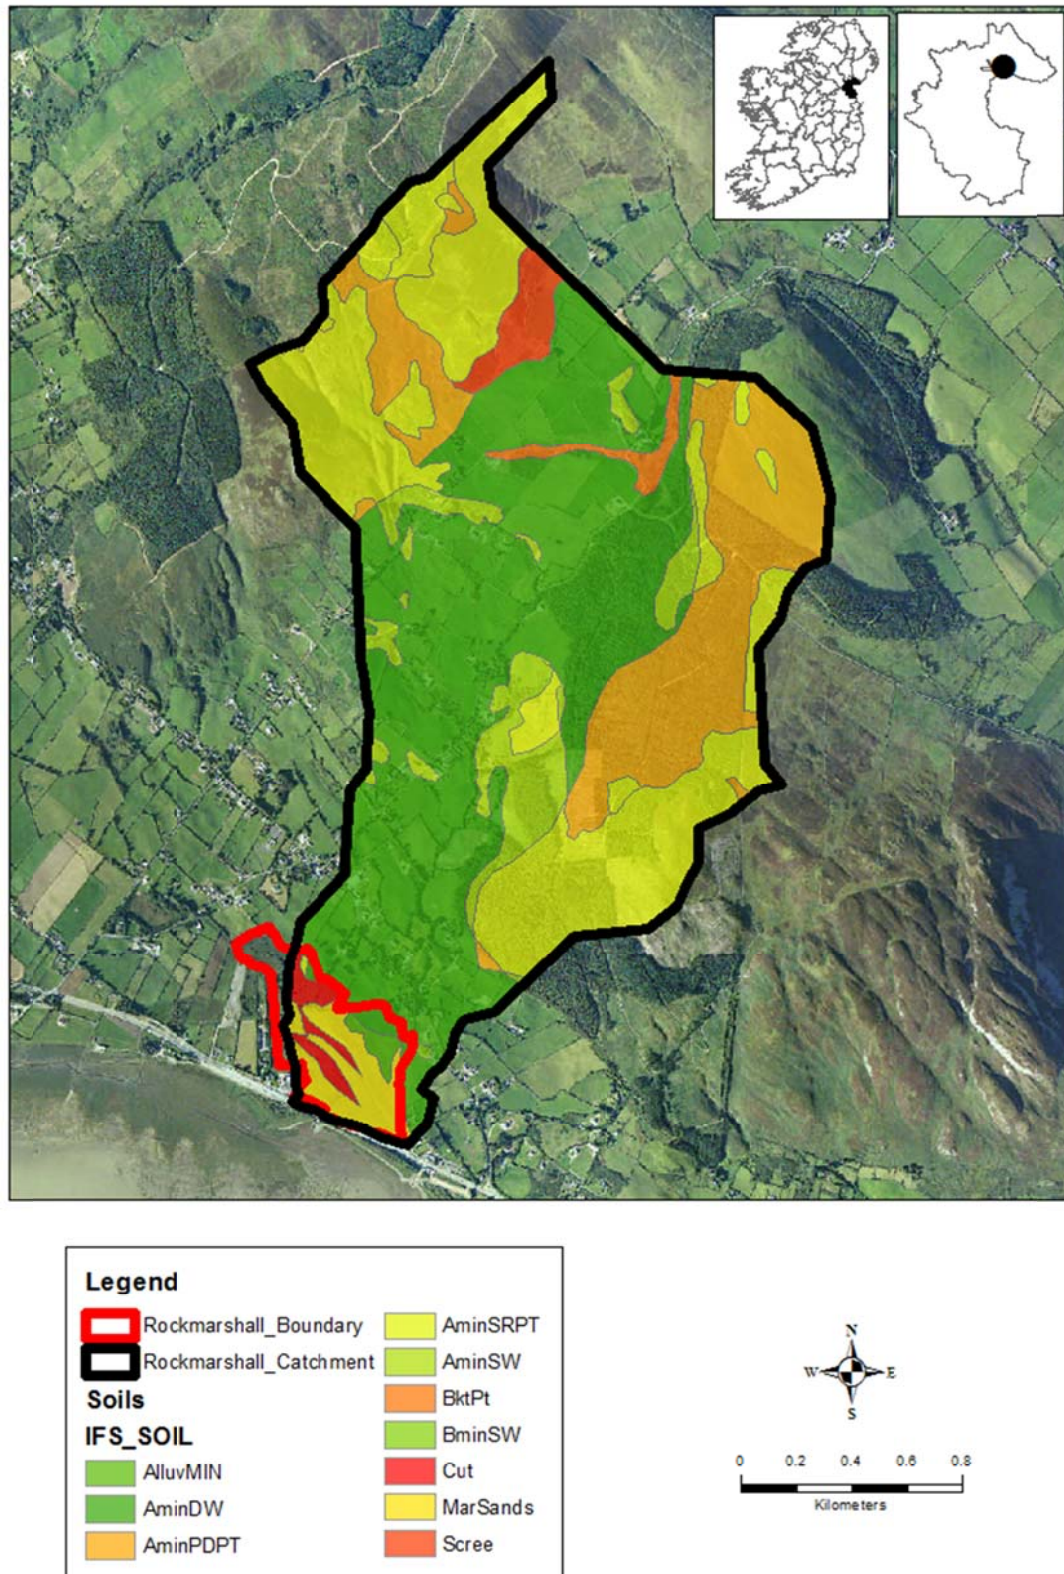 Legend
Rockmarshall_Boundary
Rockmarshall_Catchment
Soils
IFS_SOIL
AlluvMIN
AminDW
AminPDPT
AminSRPT
AminSW
BktPt
BminSW
Cut
MarSands
Scree
N
W E
S
0 0.2 0.4 0.6 0.8
Kilometers